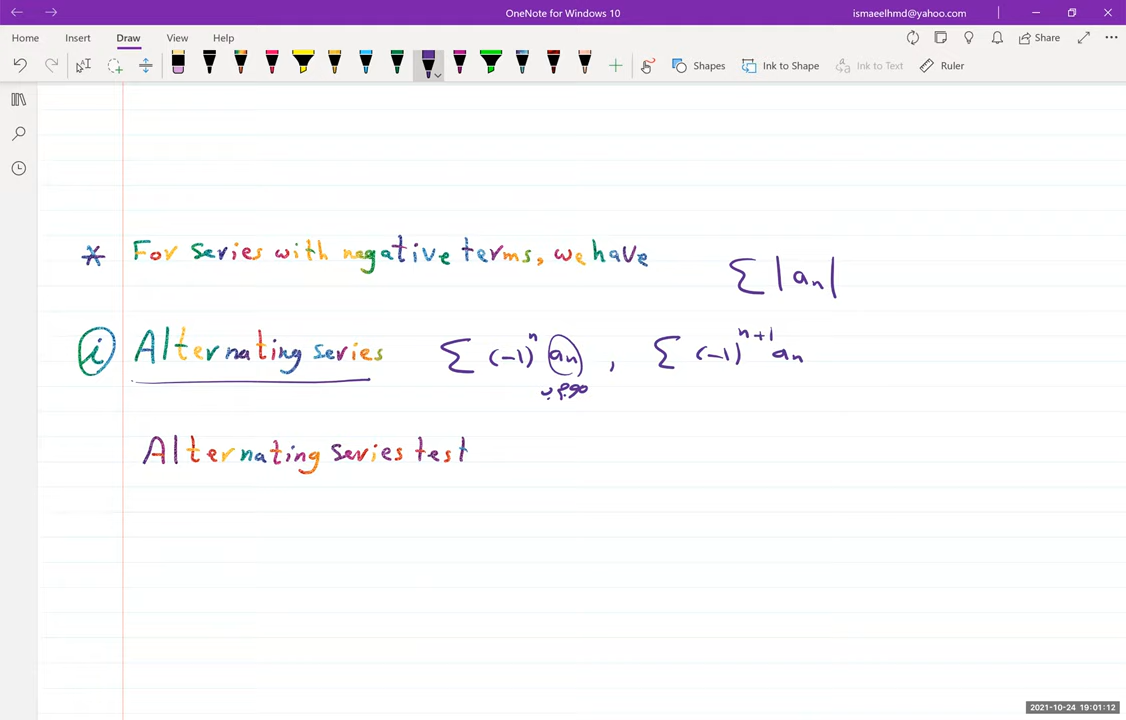 OneNote for Windows 10
ismaeelhmd@yahoo.com
Home Insert Draw View Help
Share
Shapes Ink to Shape Ink to Text Ruler
* For series with negative terms, we have
Σ |an|
i Alternating series Σ (-1)^n an , Σ (-1)^n+1 an
موجب
Alternating series test
2021-10-24 19:01:12